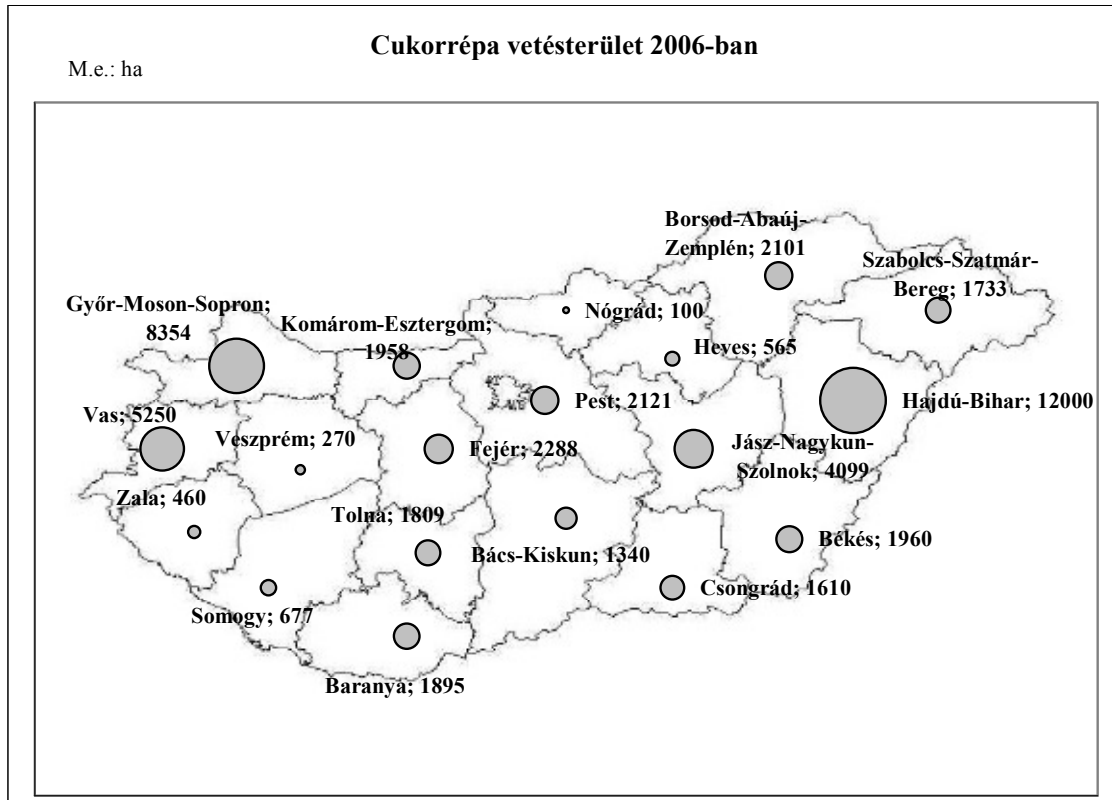 Cukorrépa vetésterület 2006-ban
M.e.: ha
Borsod-Abaúj-
Zemplén; 2101
Szabolcs-Szatmár-
Bereg; 1733
Győr-Moson-Sopron;
8354
Komárom-Esztergom;
1958
Nógrád; 100
Heves; 565
Pest; 2121
Hajdú-Bihar; 12000
Vas; 5250
Veszprém; 270
Fejér; 2288
Jász-Nagykun-
Szolnok; 4099
Zala; 460
Tolna; 1809
Bács-Kiskun; 1340
Békés; 1960
Csongrád; 1610
Somogy; 677
Baranya; 1895